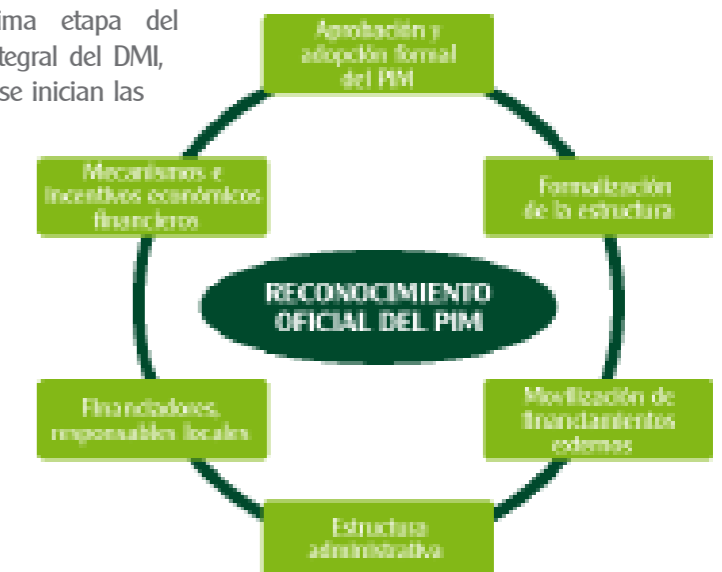 ima etapa del
tegral del DMI,
se inician las
Aprobación y
adopción formal
del PIM
Mecanismos e
incentivos económicos
financieros
Formalización
de la estructura
RECONOCIMIENTO
OFICIAL DEL PIM
Financiadores,
responsables locales
Movilización de
financiamientos
externos
Estructura
administrativa